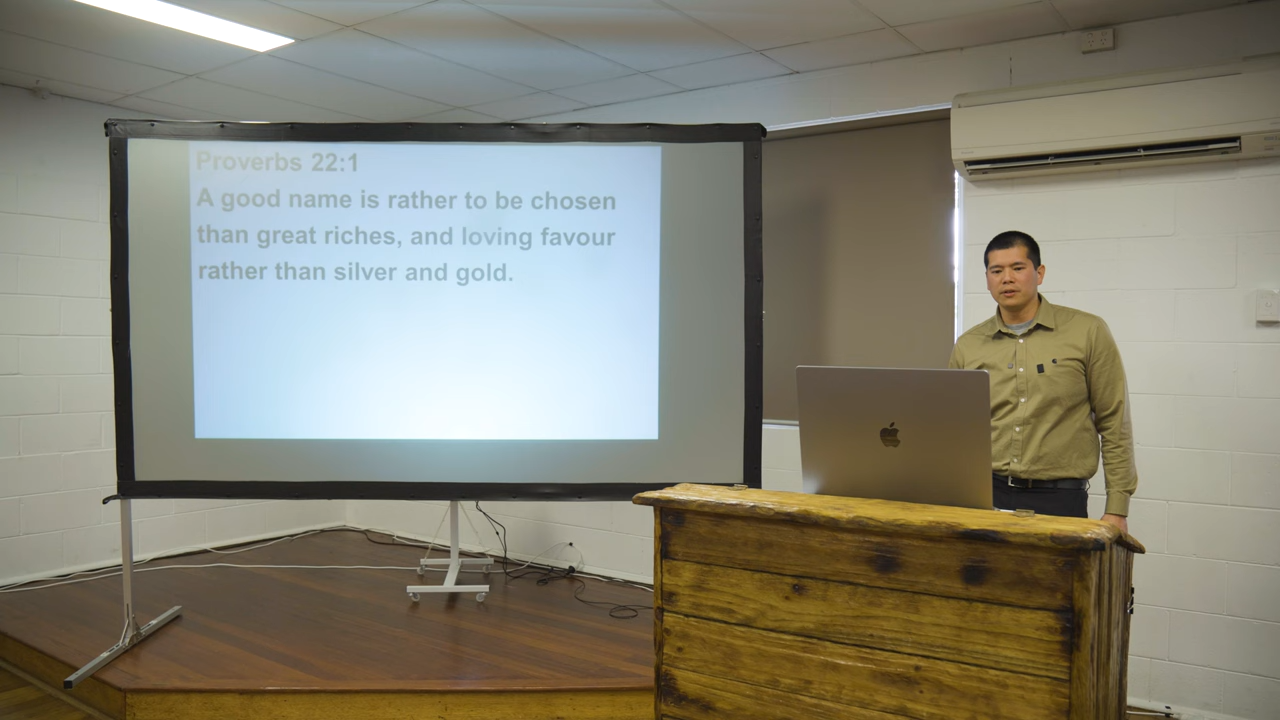 Proverbs 22:1
A good name is rather to be chosen
than great riches, and loving favour
rather than silver and gold.